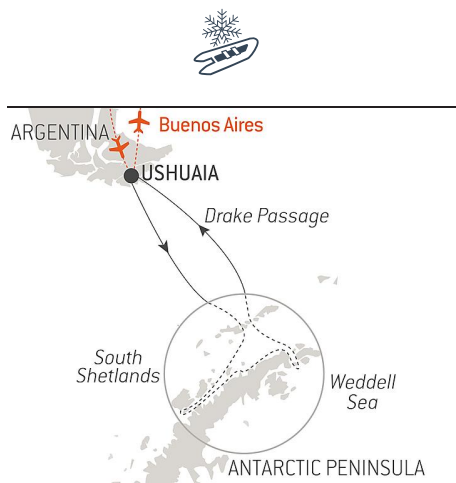 ARGENTINA
Buenos Aires
USHUAIA
Drake Passage
South
Shetlands
Weddell
Sea
ANTARCTIC PENINSULA